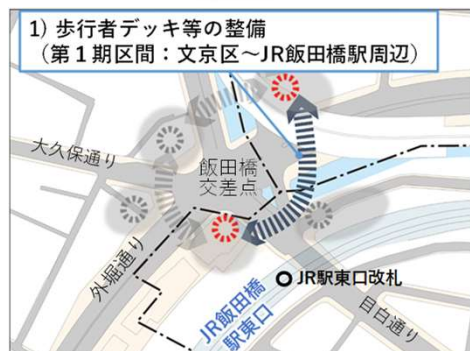 1) 歩行者デッキ等の整備
（第１期区間：文京区～JR飯田橋駅周辺）
大久保通り
飯田橋
交差点
外堀通り
JR駅東口改札
JR飯田橋
駅東口
目白通り